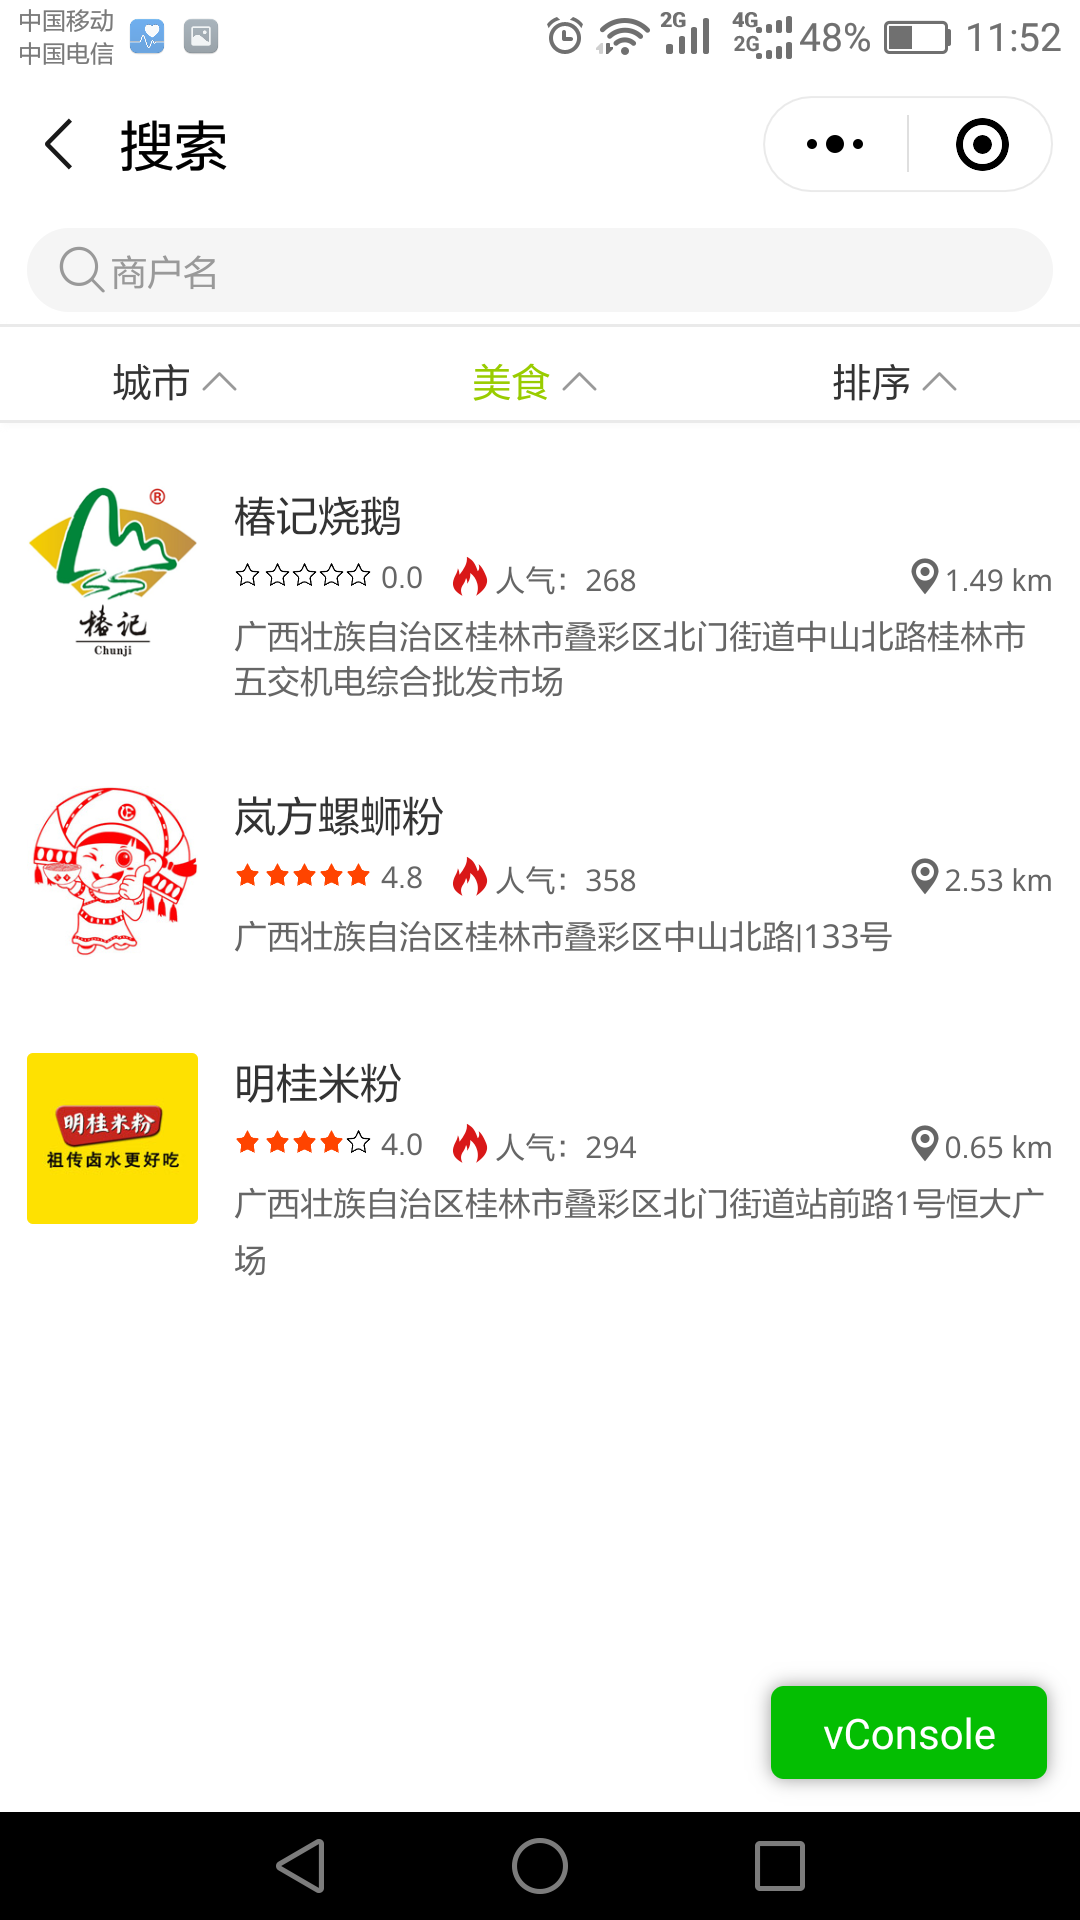 中国移动
中国电信
2G 4G 2G 48% 11:52
搜索
商户名
城市 美食 排序
®
椿记
Chunji
椿记烧鹅
0.0 人气：268 1.49 km
广西壮族自治区桂林市叠彩区北门街道中山北路桂林市
五交机电综合批发市场
岚方螺蛳粉
4.8 人气：358 2.53 km
广西壮族自治区桂林市叠彩区中山北路|133号
明桂米粉
祖传卤水更好吃
明桂米粉
4.0 人气：294 0.65 km
广西壮族自治区桂林市叠彩区北门街道站前路1号恒大广
场
vConsole